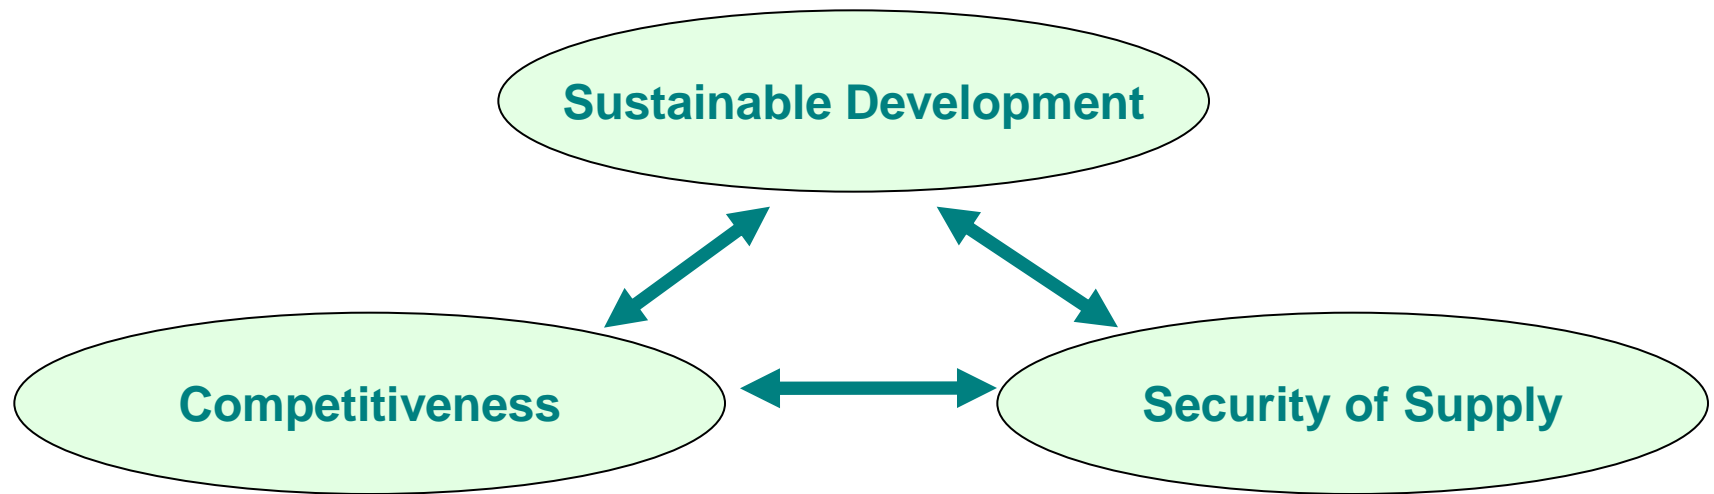 Sustainable Development
Competitiveness
Security of Supply